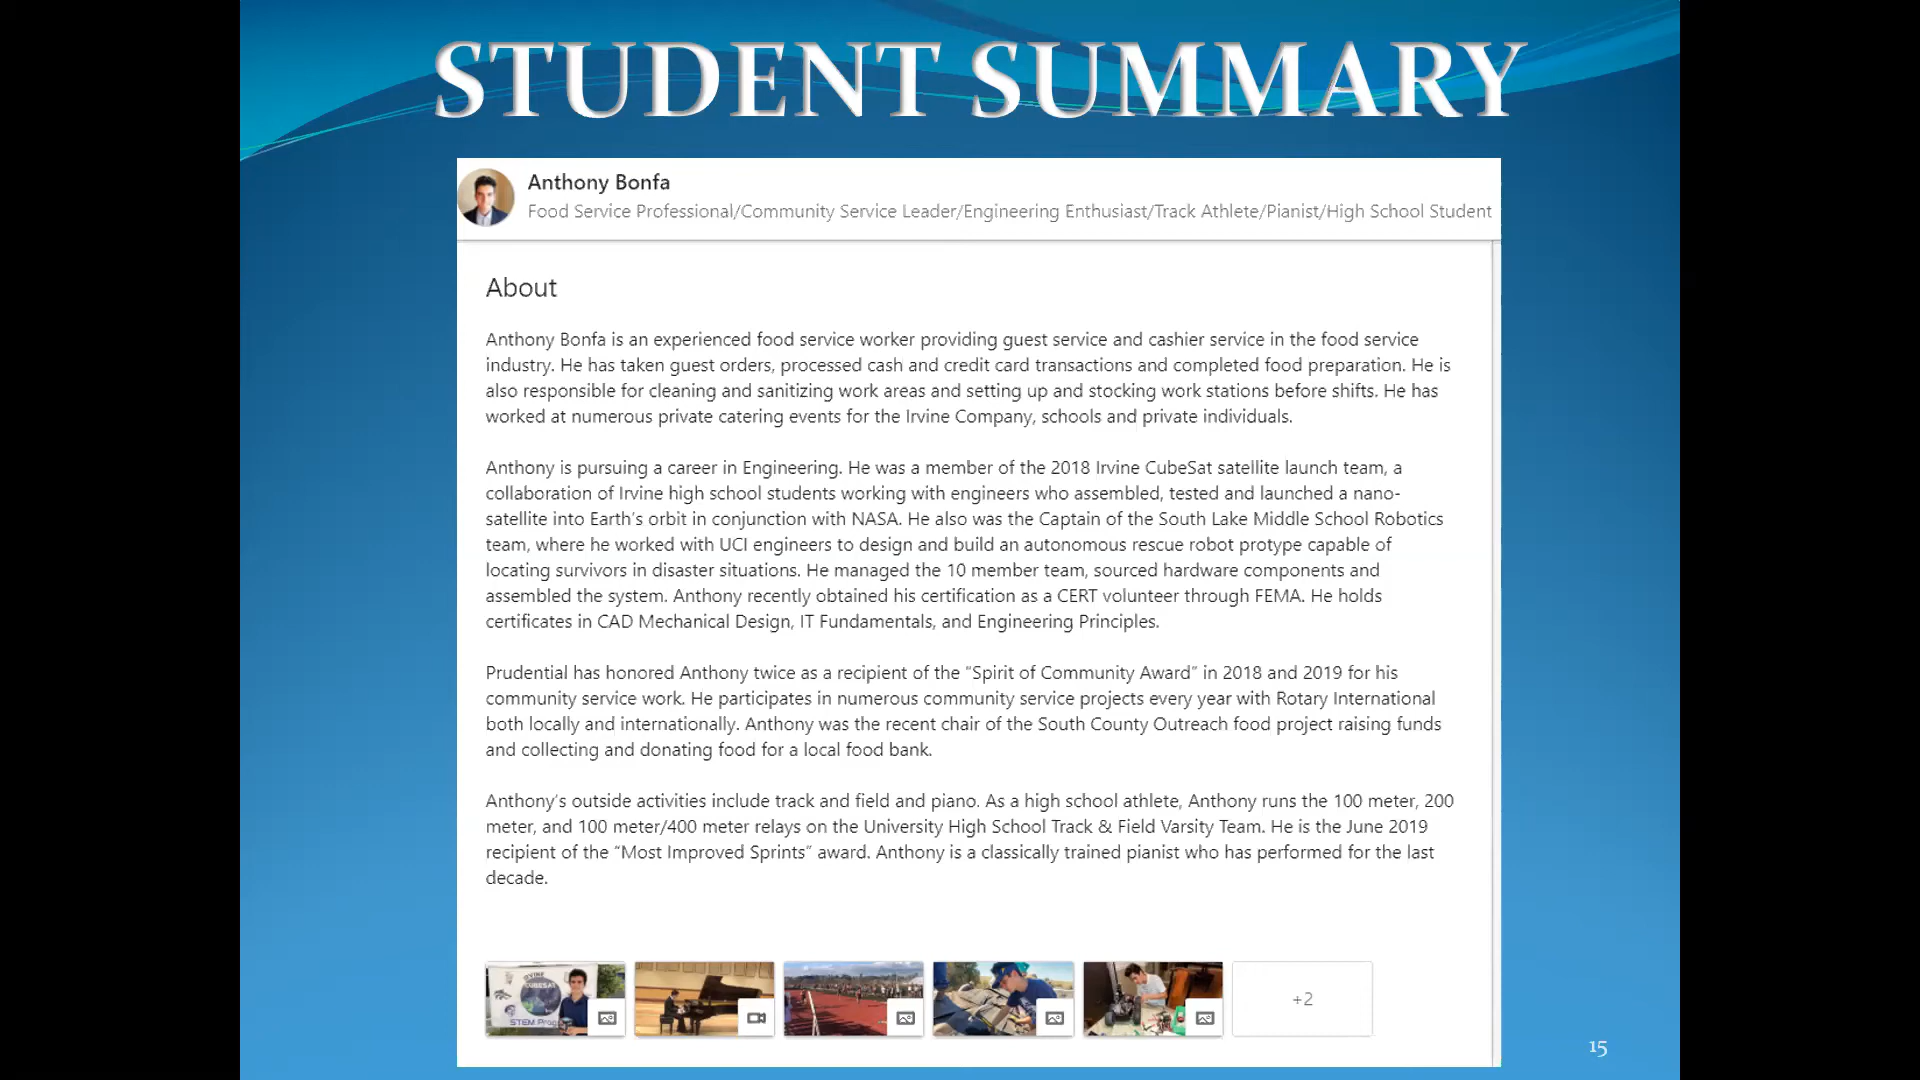 STUDENT SUMMARY
Anthony Bonfa
Food Service Professional/Community Service Leader/Engineering Enthusiast/Track Athlete/Pianist/High School Student
About
Anthony Bonfa is an experienced food service worker providing guest service and cashier service in the food service
industry. He has taken guest orders, processed cash and credit card transactions and completed food preparation. He is
also responsible for cleaning and sanitizing work areas and setting up and stocking work stations before shifts. He has
worked at numerous private catering events for the Irvine Company, schools and private individuals.
Anthony is pursuing a career in Engineering. He was a member of the 2018 Irvine CubeSat satellite launch team, a
collaboration of Irvine high school students working with engineers who assembled, tested and launched a nano-
satellite into Earth’s orbit in conjunction with NASA. He also was the Captain of the South Lake Middle School Robotics
team, where he worked with UCI engineers to design and build an autonomous rescue robot protype capable of
locating survivors in disaster situations. He managed the 10 member team, sourced hardware components and
assembled the system. Anthony recently obtained his certification as a CERT volunteer through FEMA. He holds
certificates in CAD Mechanical Design, IT Fundamentals, and Engineering Principles.
Prudential has honored Anthony twice as a recipient of the “Spirit of Community Award” in 2018 and 2019 for his
community service work. He participates in numerous community service projects every year with Rotary International
both locally and internationally. Anthony was the recent chair of the South County Outreach food project raising funds
and collecting and donating food for a local food bank.
Anthony’s outside activities include track and field and piano. As a high school athlete, Anthony runs the 100 meter, 200
meter, and 100 meter/400 meter relays on the University High School Track & Field Varsity Team. He is the June 2019
recipient of the “Most Improved Sprints” award. Anthony is a classically trained pianist who has performed for the last
decade.
IRVINE
CUBESAT
STEM Prog
+2
15